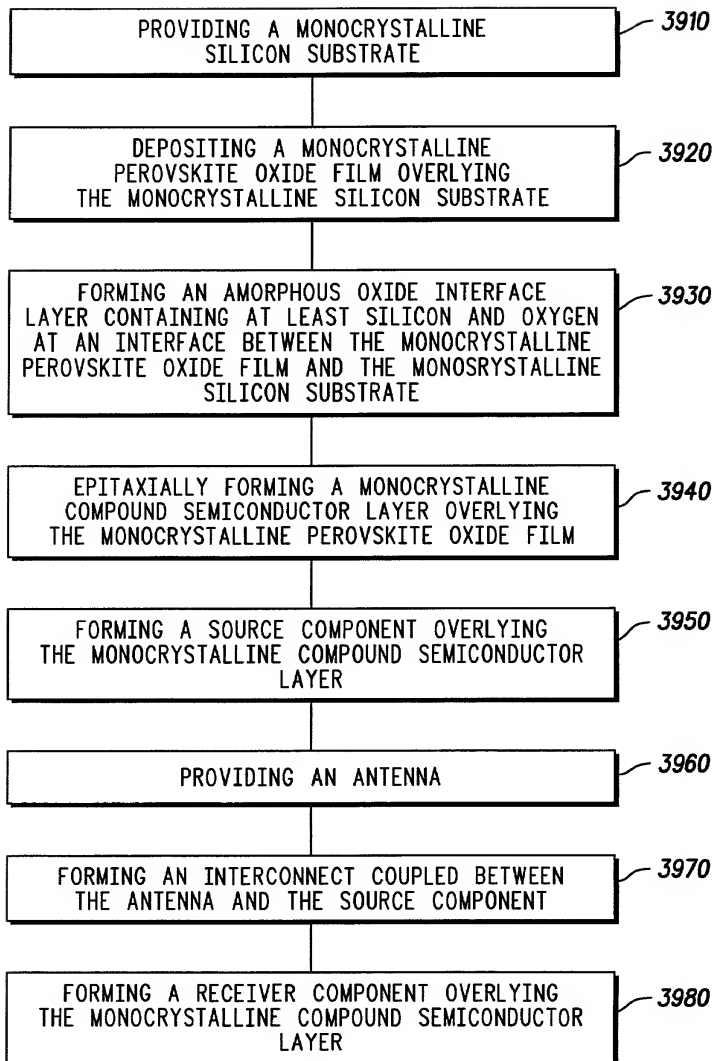 PROVIDING A MONOCRYSTALLINE
SILICON SUBSTRATE
3910
DEPOSITING A MONOCRYSTALLINE
PEROVSKITE OXIDE FILM OVERLYING
THE MONOCRYSTALLINE SILICON SUBSTRATE
3920
FORMING AN AMORPHOUS OXIDE INTERFACE
LAYER CONTAINING AT LEAST SILICON AND OXYGEN
AT AN INTERFACE BETWEEN THE MONOCRYSTALLINE
PEROVSKITE OXIDE FILM AND THE MONOSRYSTALLINE
SILICON SUBSTRATE
3930
EPITAXIALLY FORMING A MONOCRYSTALLINE
COMPOUND SEMICONDUCTOR LAYER OVERLYING
THE MONOCRYSTALLINE PEROVSKITE OXIDE FILM
3940
FORMING A SOURCE COMPONENT OVERLYING
THE MONOCRYSTALLINE COMPOUND SEMICONDUCTOR
LAYER
3950
PROVIDING AN ANTENNA
3960
FORMING AN INTERCONNECT COUPLED BETWEEN
THE ANTENNA AND THE SOURCE COMPONENT
3970
FORMING A RECEIVER COMPONENT OVERLYING
THE MONOCRYSTALLINE COMPOUND SEMICONDUCTOR
LAYER
3980